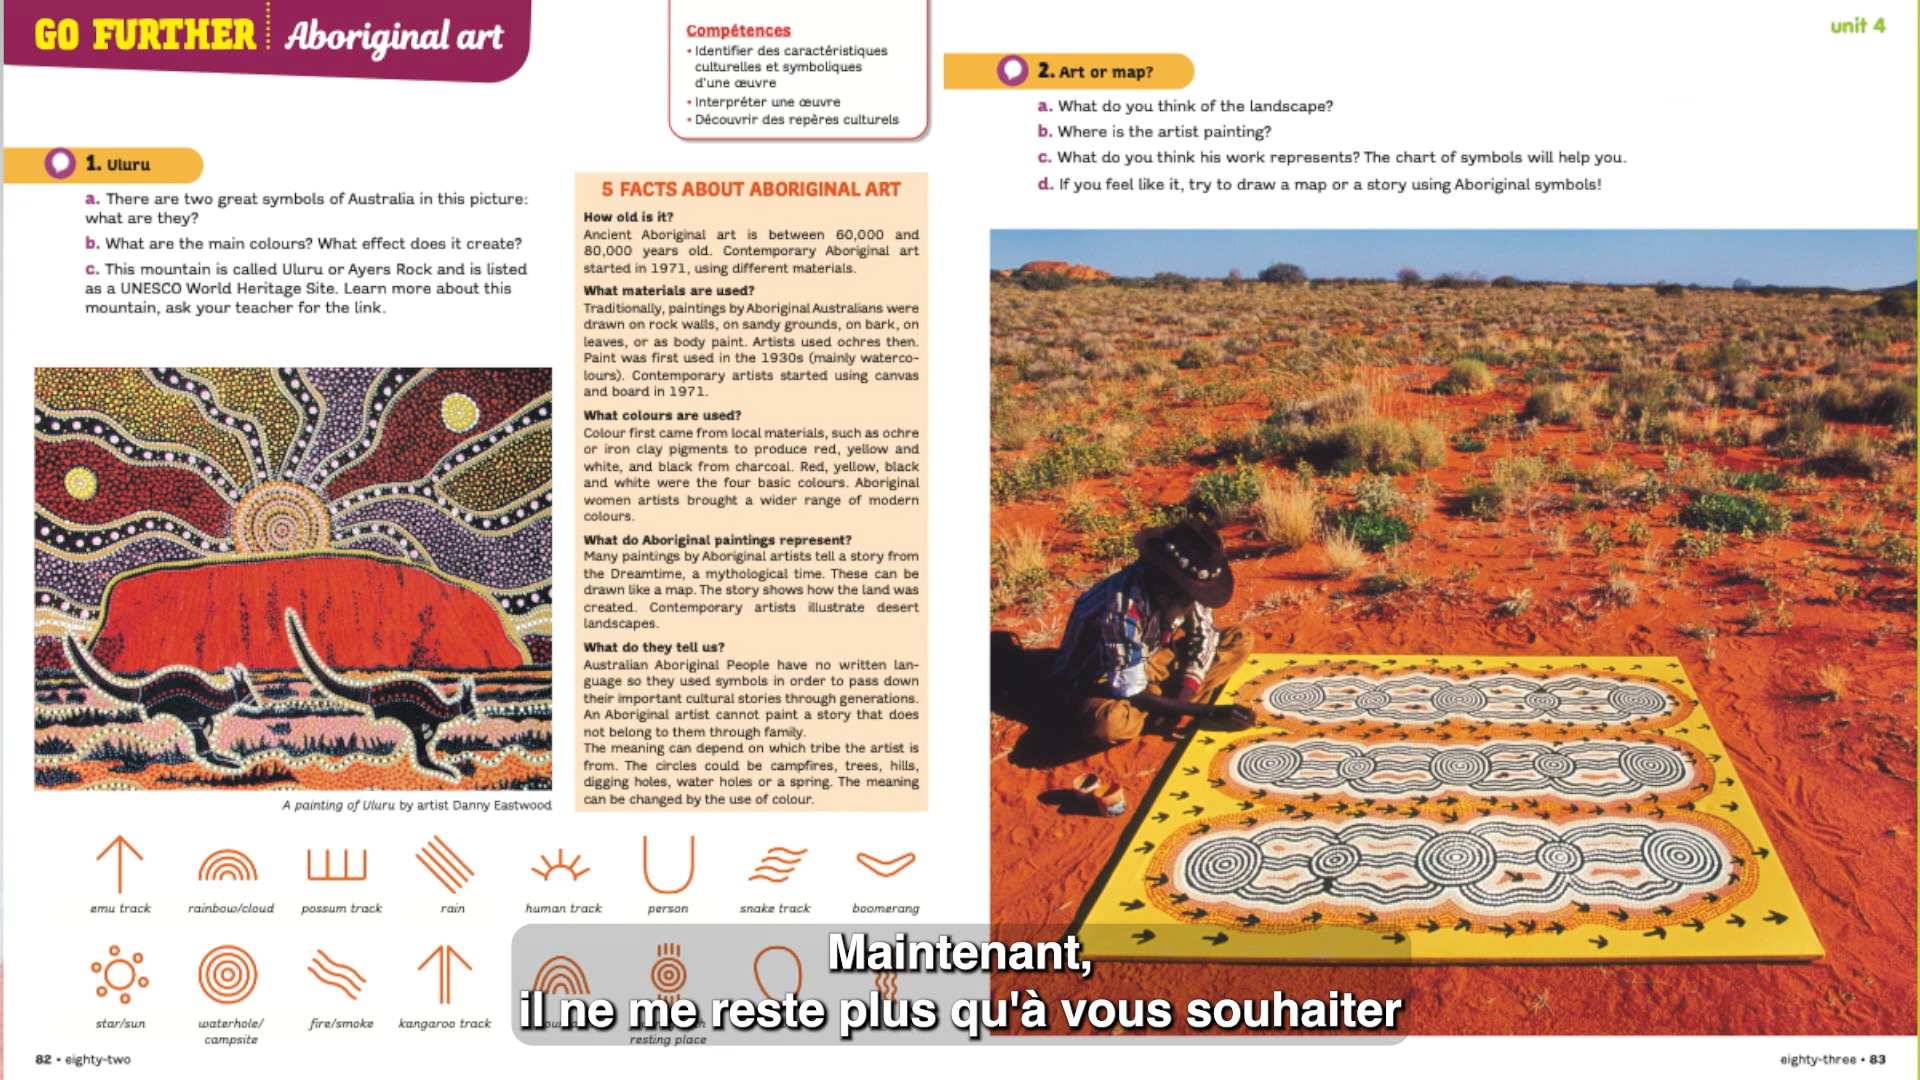 GO FURTHER Aboriginal art
Compétences
• Identifier des caractéristiques
culturelles et symboliques
d'une œuvre
• Interpréter une œuvre
• Découvrir des repères culturels
1. Uluru
a. There are two great symbols of Australia in this picture:
what are they?
b. What are the main colours? What effect does it create?
c. This mountain is called Uluru or Ayers Rock and is listed
as a UNESCO World Heritage Site. Learn more about this
mountain, ask your teacher for the link.
A painting of Uluru by artist Danny Eastwood
5 FACTS ABOUT ABORIGINAL ART
How old is it?
Ancient Aboriginal art is between 60,000 and
80,000 years old. Contemporary Aboriginal art
started in 1971, using different materials.
What materials are used?
Traditionally, paintings by Aboriginal Australians were
drawn on rock walls, on sandy grounds, on bark, on
leaves, or as body paint. Artists used ochres then.
Paint was first used in the 1930s (mainly waterco-
lours). Contemporary artists started using canvas
and board in 1971.
What colours are used?
Colour first came from local materials, such as ochre
or iron clay pigments to produce red, yellow and
white, and black from charcoal. Red, yellow, black
and white were the four basic colours. Aboriginal
women artists brought a wider range of modern
colours.
What do Aboriginal paintings represent?
Many paintings by Aboriginal artists tell a story from
the Dreamtime, a mythological time. These can be
drawn like a map. The story shows how the land was
created. Contemporary artists illustrate desert
landscapes.
What do they tell us?
Australian Aboriginal People have no written lan-
guage so they used symbols in order to pass down
their important cultural stories through generations.
An Aboriginal artist cannot paint a story that does
not belong to them through family.
The meaning can depend on which tribe the artist is
from. The circles could be campfires, trees, hills,
digging holes, water holes or a spring. The meaning
can be changed by the use of colour.
emu track
rainbow/cloud
possum track
rain
human track
person
snake track
boomerang
star/sun
waterhole/
campsite
fire/smoke
kangaroo track
resting place
82 • eighty-two
unit 4
2. Art or map?
a. What do you think of the landscape?
b. Where is the artist painting?
c. What do you think his work represents? The chart of symbols will help you.
d. If you feel like it, try to draw a map or a story using Aboriginal symbols!
eighty-three • 83
Maintenant,
il ne me reste plus qu'à vous souhaiter